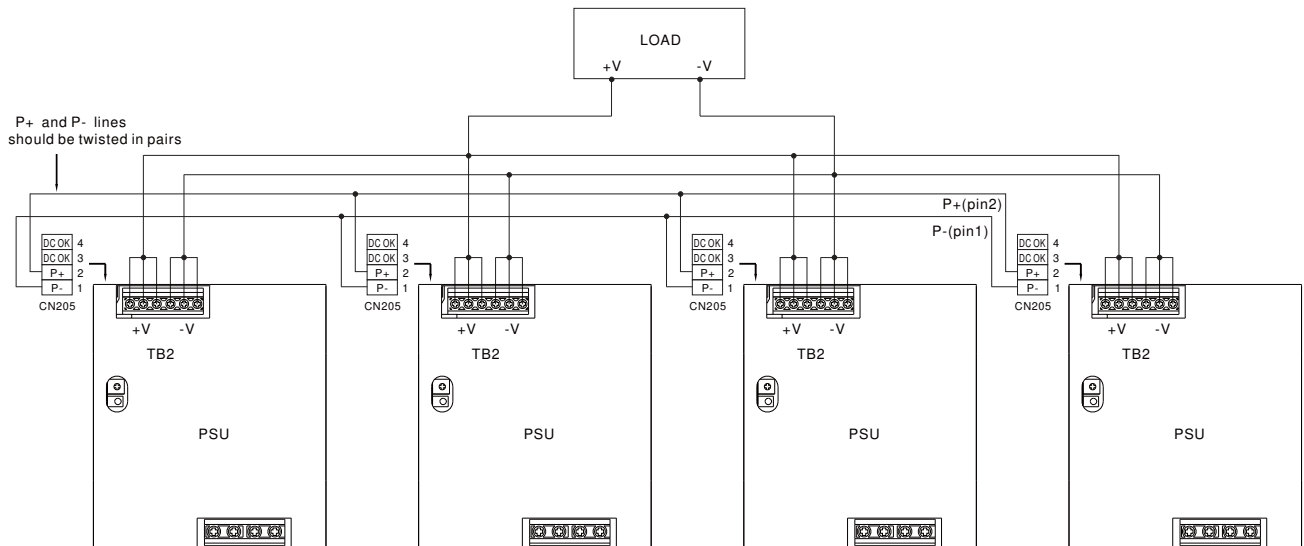 LOAD
+V -V
P+ and P- lines
should be twisted in pairs
P+(pin2)
P-(pin1)
DC OK 4
DC OK 3
P+ 2
P- 1
CN205
DC OK 4
DC OK 3
P+ 2
P- 1
CN205
DC OK 4
DC OK 3
P+ 2
P- 1
CN205
DC OK 4
DC OK 3
P+ 2
P- 1
CN205
+V -V
TB2
PSU
+V -V
TB2
PSU
+V -V
TB2
PSU
+V -V
TB2
PSU